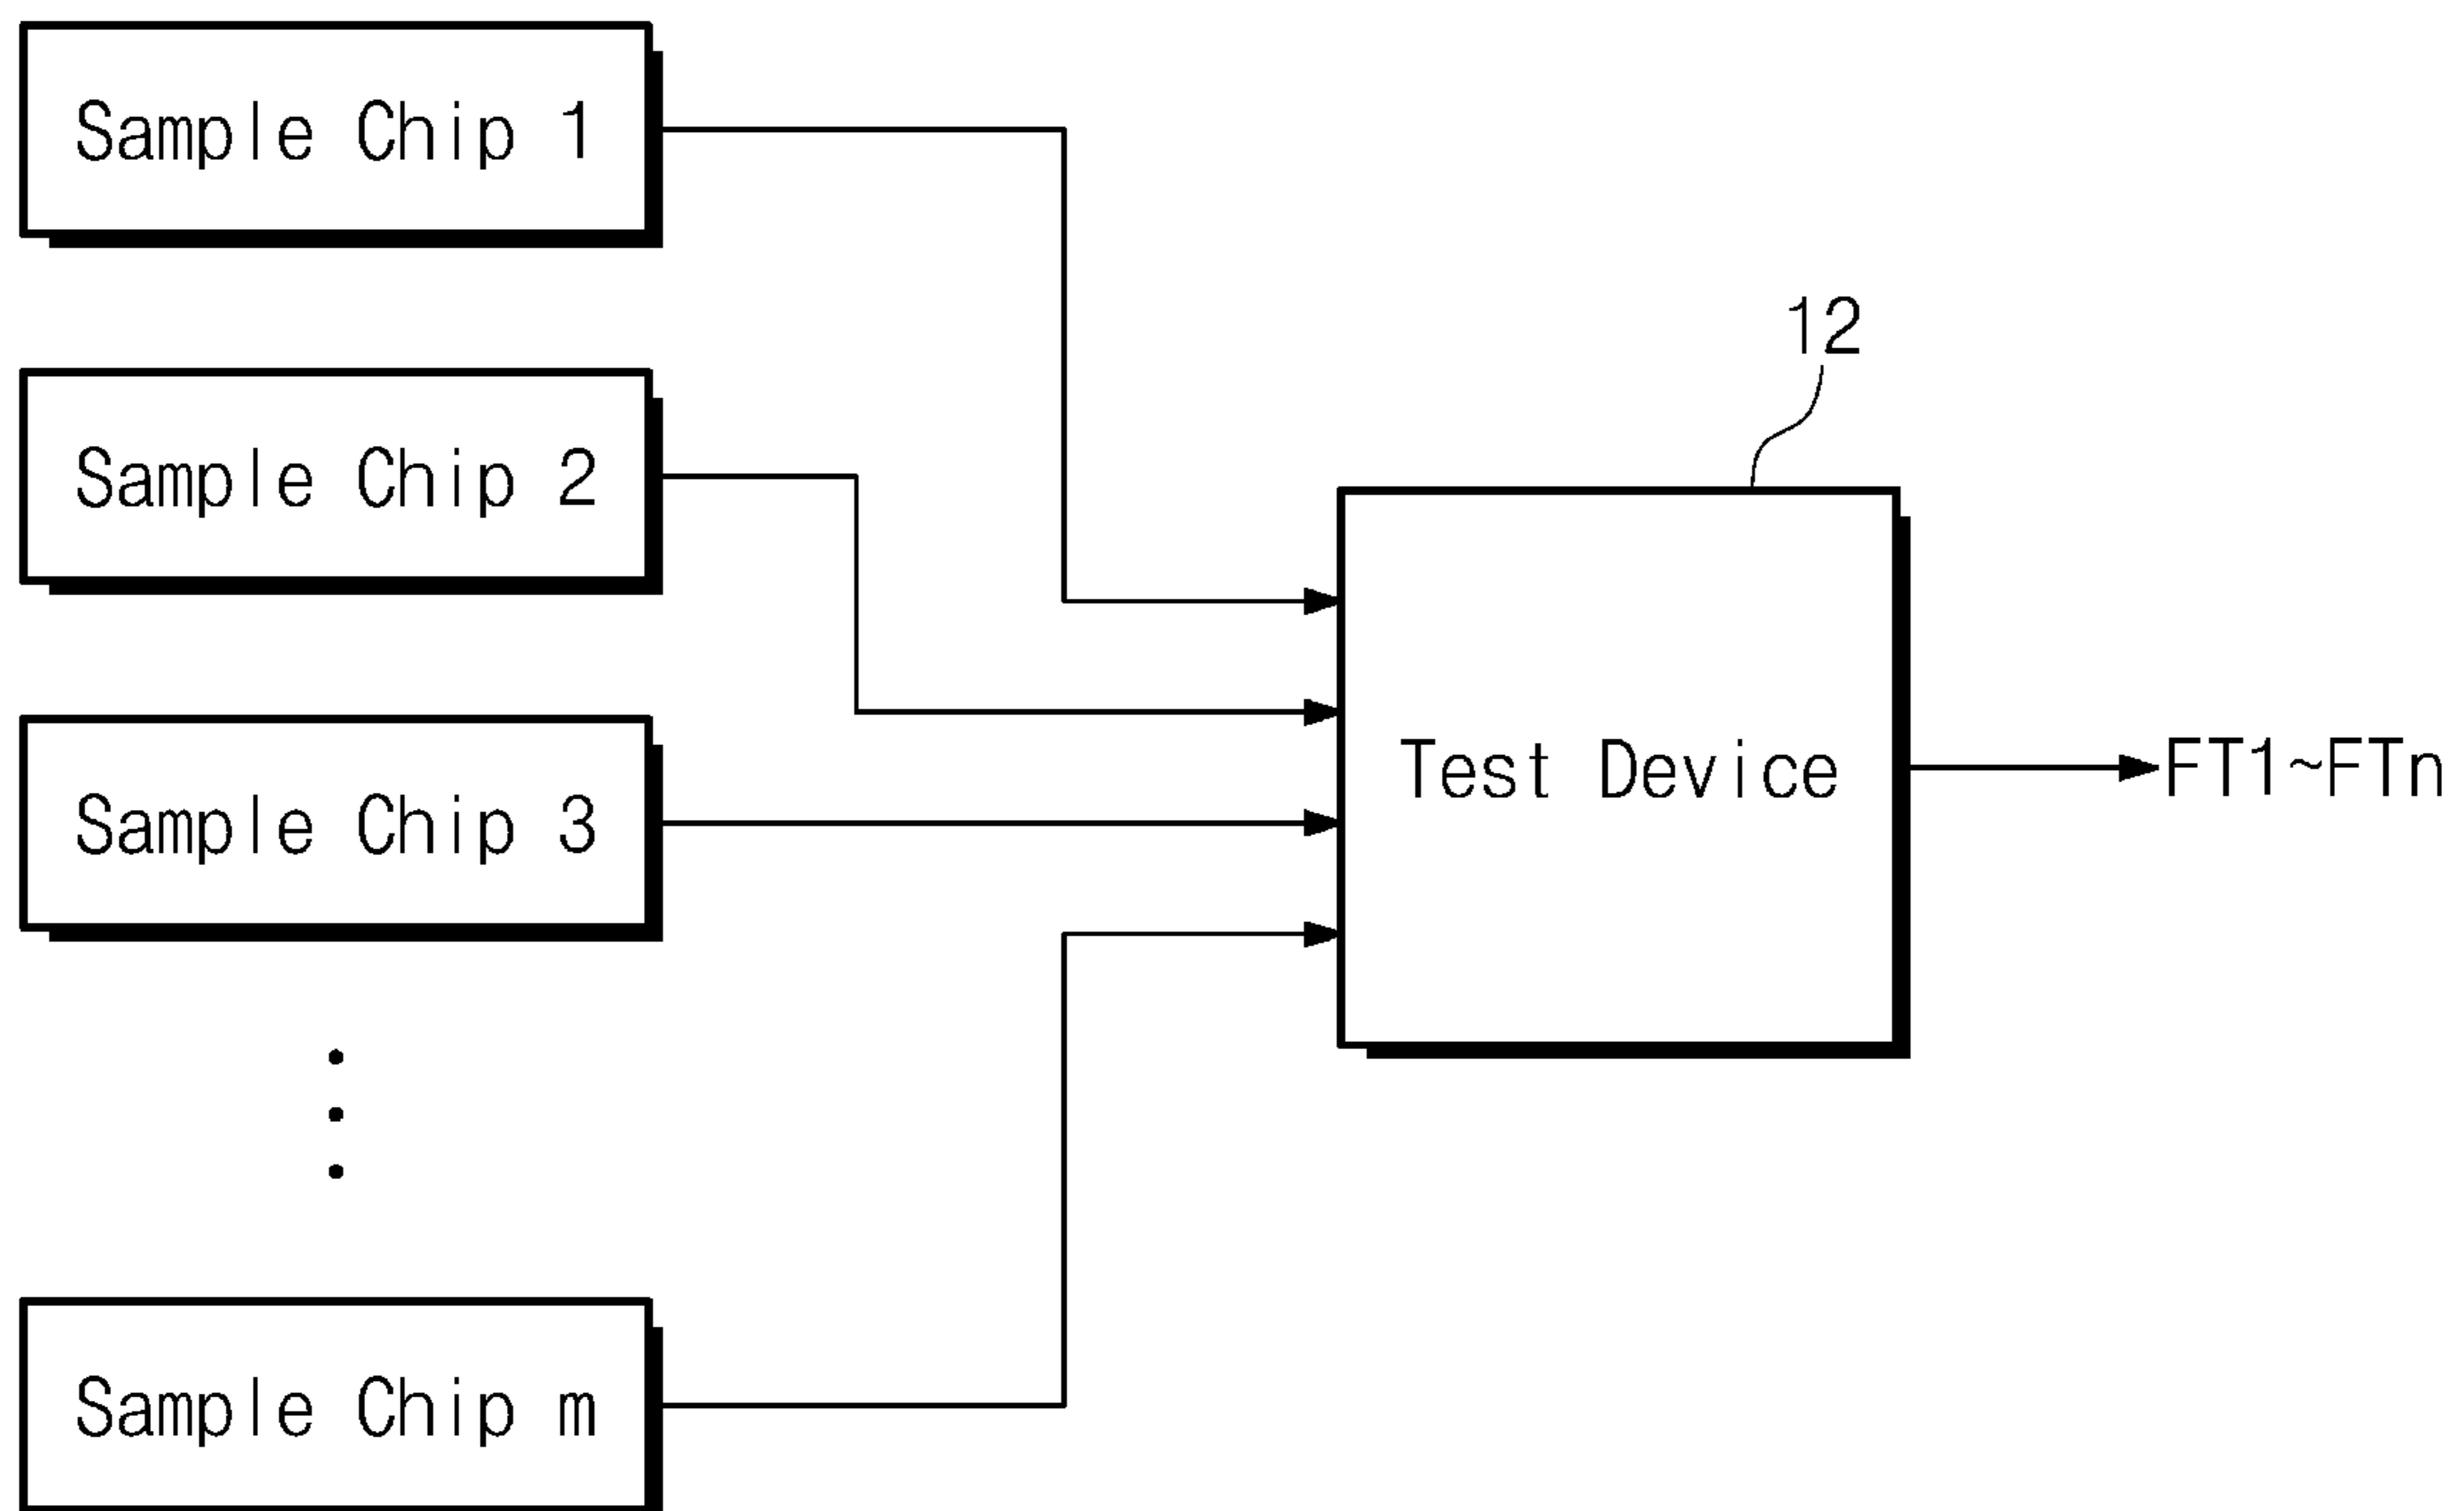 Sample Chip 1
12
Sample Chip 2
Sample Chip 3
Test Device
FT1~FTn
Sample Chip m